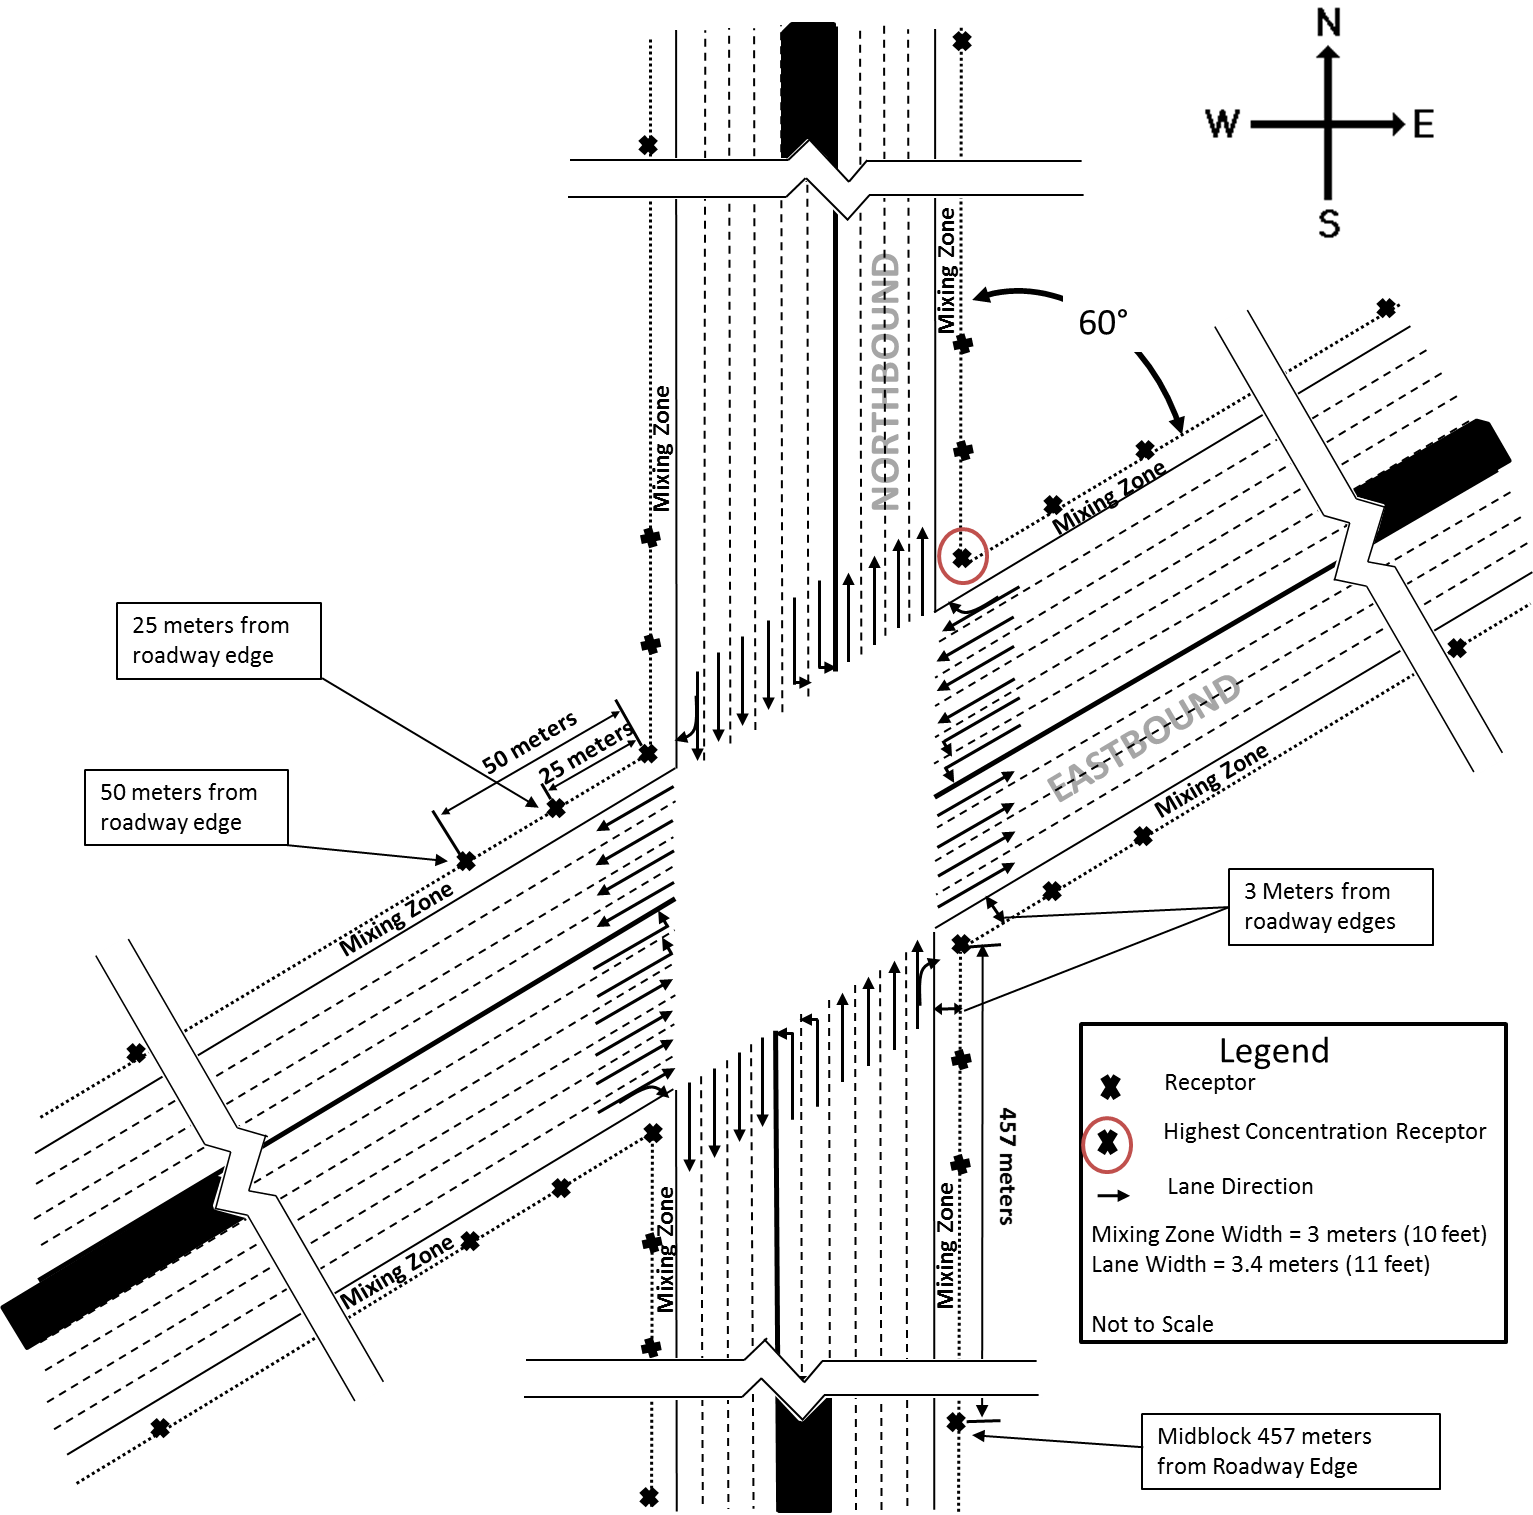 N
W
E
S
Mixing Zone
NORTHBOUND
60°
Mixing Zone
Mixing Zone
25 meters from
roadway edge
50 meters
25 meters
50 meters from
roadway edge
EASTBOUND
Mixing Zone
Mixing Zone
3 Meters from
roadway edges
457 meters
Mixing Zone
Mixing Zone
Mixing Zone
Legend
Receptor
Highest Concentration Receptor
Lane Direction
Mixing Zone Width = 3 meters (10 feet)
Lane Width = 3.4 meters (11 feet)
Not to Scale
Midblock 457 meters
from Roadway Edge